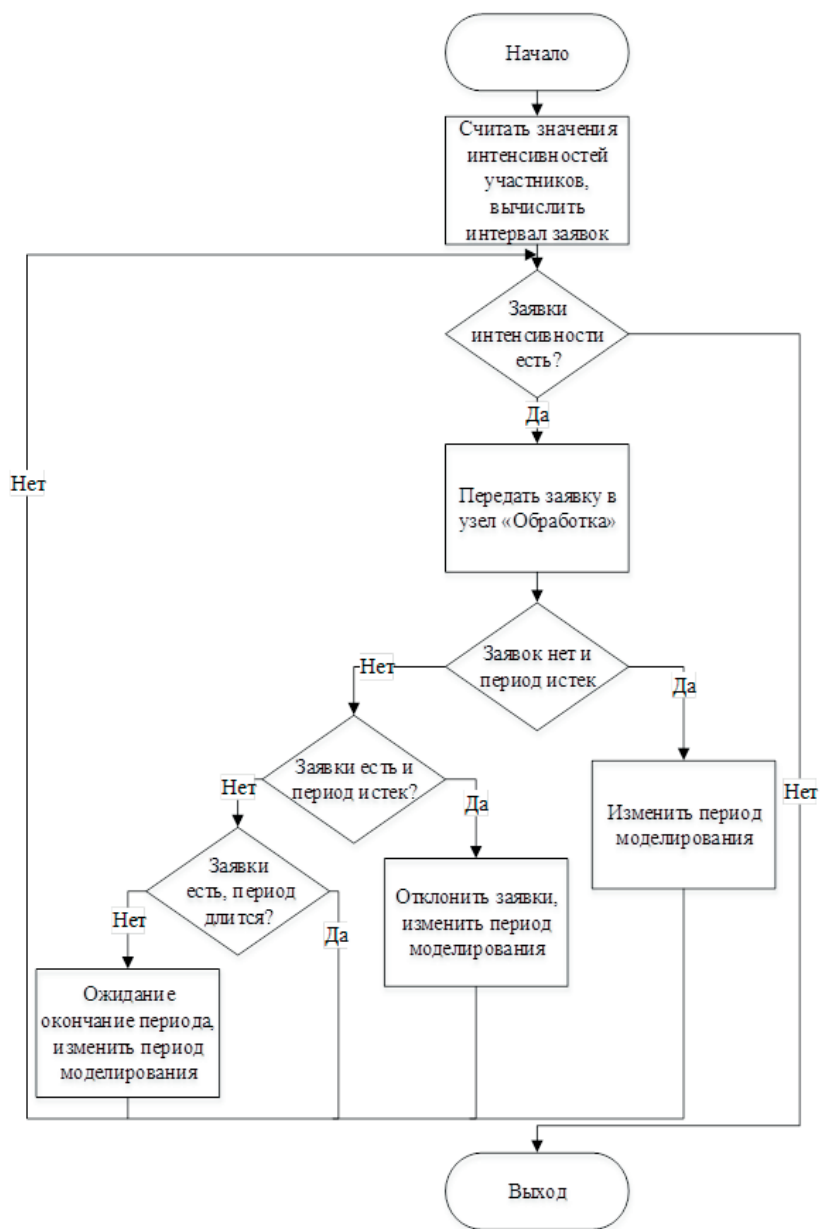 Начало
Считать значения
интенсивностей
участников,
вычислить
интервал заявок
Заявки
интенсивности
есть?
Да
Нет
Передать заявку в
узел «Обработка»
Заявок нет и
период истек
Нет
Да
Заявки есть и
период истек?
Нет
Да
Нет
Изменить период
моделирования
Заявки
есть, период
длится?
Нет
Да
Отклонить заявки,
изменить период
моделирования
Ожидание
окончание периода,
изменить период
моделирования
Выход